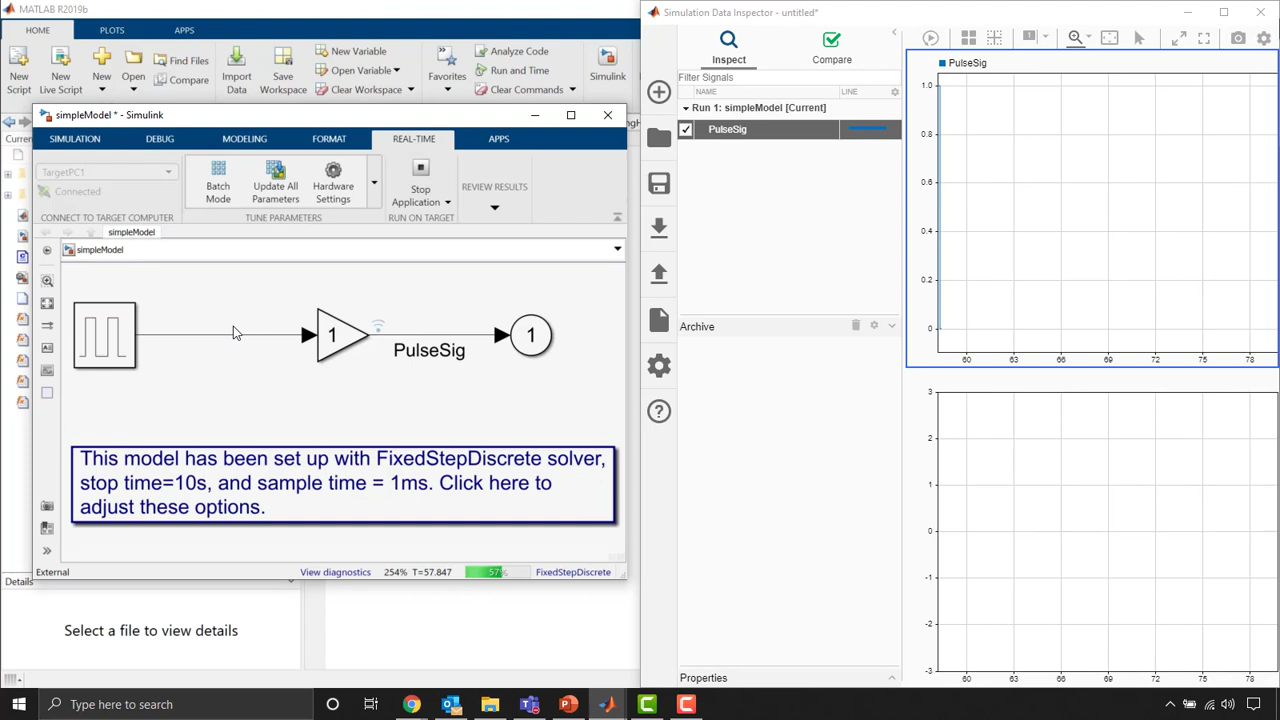 MATLAB R2019b
HOME
PLOTS
APPS
New Script
New Live Script
New
Open
Find Files
Compare
Import Data
Save Workspace
New Variable
Open Variable
Clear Workspace
Favorites
Analyze Code
Run and Time
Clear Commands
Simulink
simpleModel * - Simulink
SIMULATION
DEBUG
MODELING
FORMAT
REAL-TIME
APPS
TargetPC1
Connected
CONNECT TO TARGET COMPUTER
Batch Mode
Update All Parameters
Hardware Settings
TUNE PARAMETERS
Stop Application
RUN ON TARGET
REVIEW RESULTS
simpleModel
simpleModel
1
PulseSig
1
This model has been set up with FixedStepDiscrete solver,
stop time=10s, and sample time = 1ms. Click here to
adjust these options.
External
View diagnostics
254%
T=57.847
57%
FixedStepDiscrete
Details
Select a file to view details
Simulation Data Inspector - untitled*
Inspect
Compare
Filter Signals
NAME
LINE
Run 1: simpleModel [Current]
PulseSig
Archive
Properties
PulseSig
1.0
0.8
0.6
0.4
0.2
0
60 63 66 69 72 75 78
3
2
1
0
-1
-2
-3
60 63 66 69 72 75 78
Type here to search